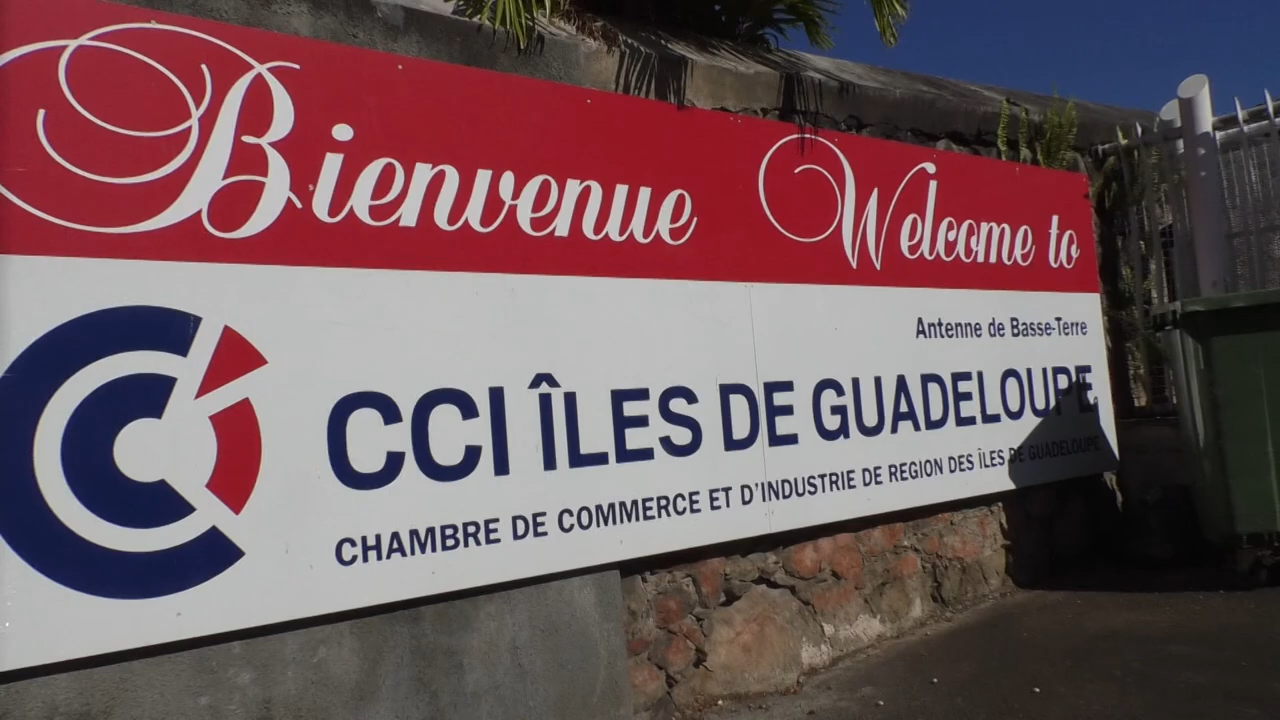 Bienvenue Welcome to
Antenne de Basse-Terre
CCI ÎLES DE GUADELOUPE
CHAMBRE DE COMMERCE ET D'INDUSTRIE DE REGION DES ÎLES DE GUADELOUPE